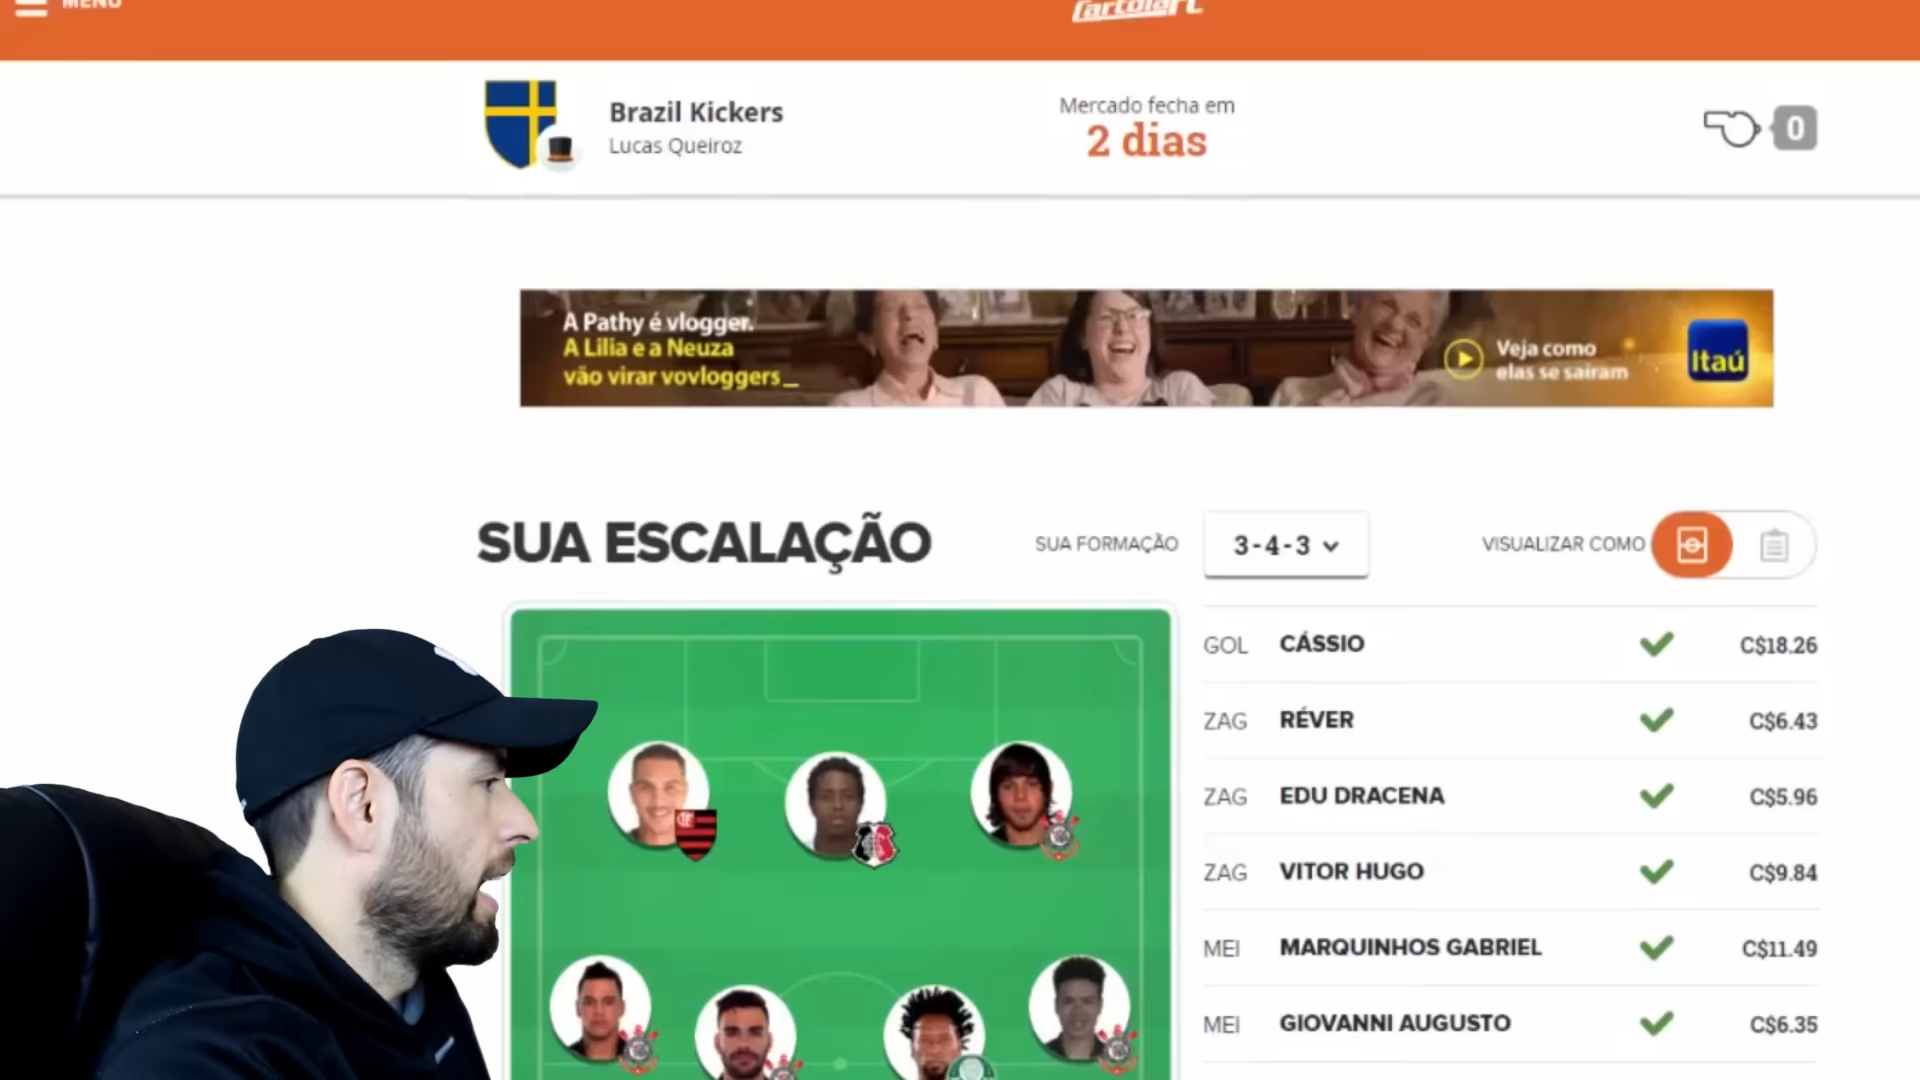 MENU
CartolaFC
Brazil Kickers
Lucas Queiroz
Mercado fecha em
2 dias
0
A Pathy é vlogger.
A Lilia e a Neuza
vão virar vovloggers_
Veja como
elas se saíram
Itaú
SUA ESCALAÇÃO
SUA FORMAÇÃO
3-4-3
VISUALIZAR COMO
GOL CÁSSIO C$18.26
ZAG RÉVER C$6.43
ZAG EDU DRACENA C$5.96
ZAG VITOR HUGO C$9.84
MEI MARQUINHOS GABRIEL C$11.49
MEI GIOVANNI AUGUSTO C$6.35